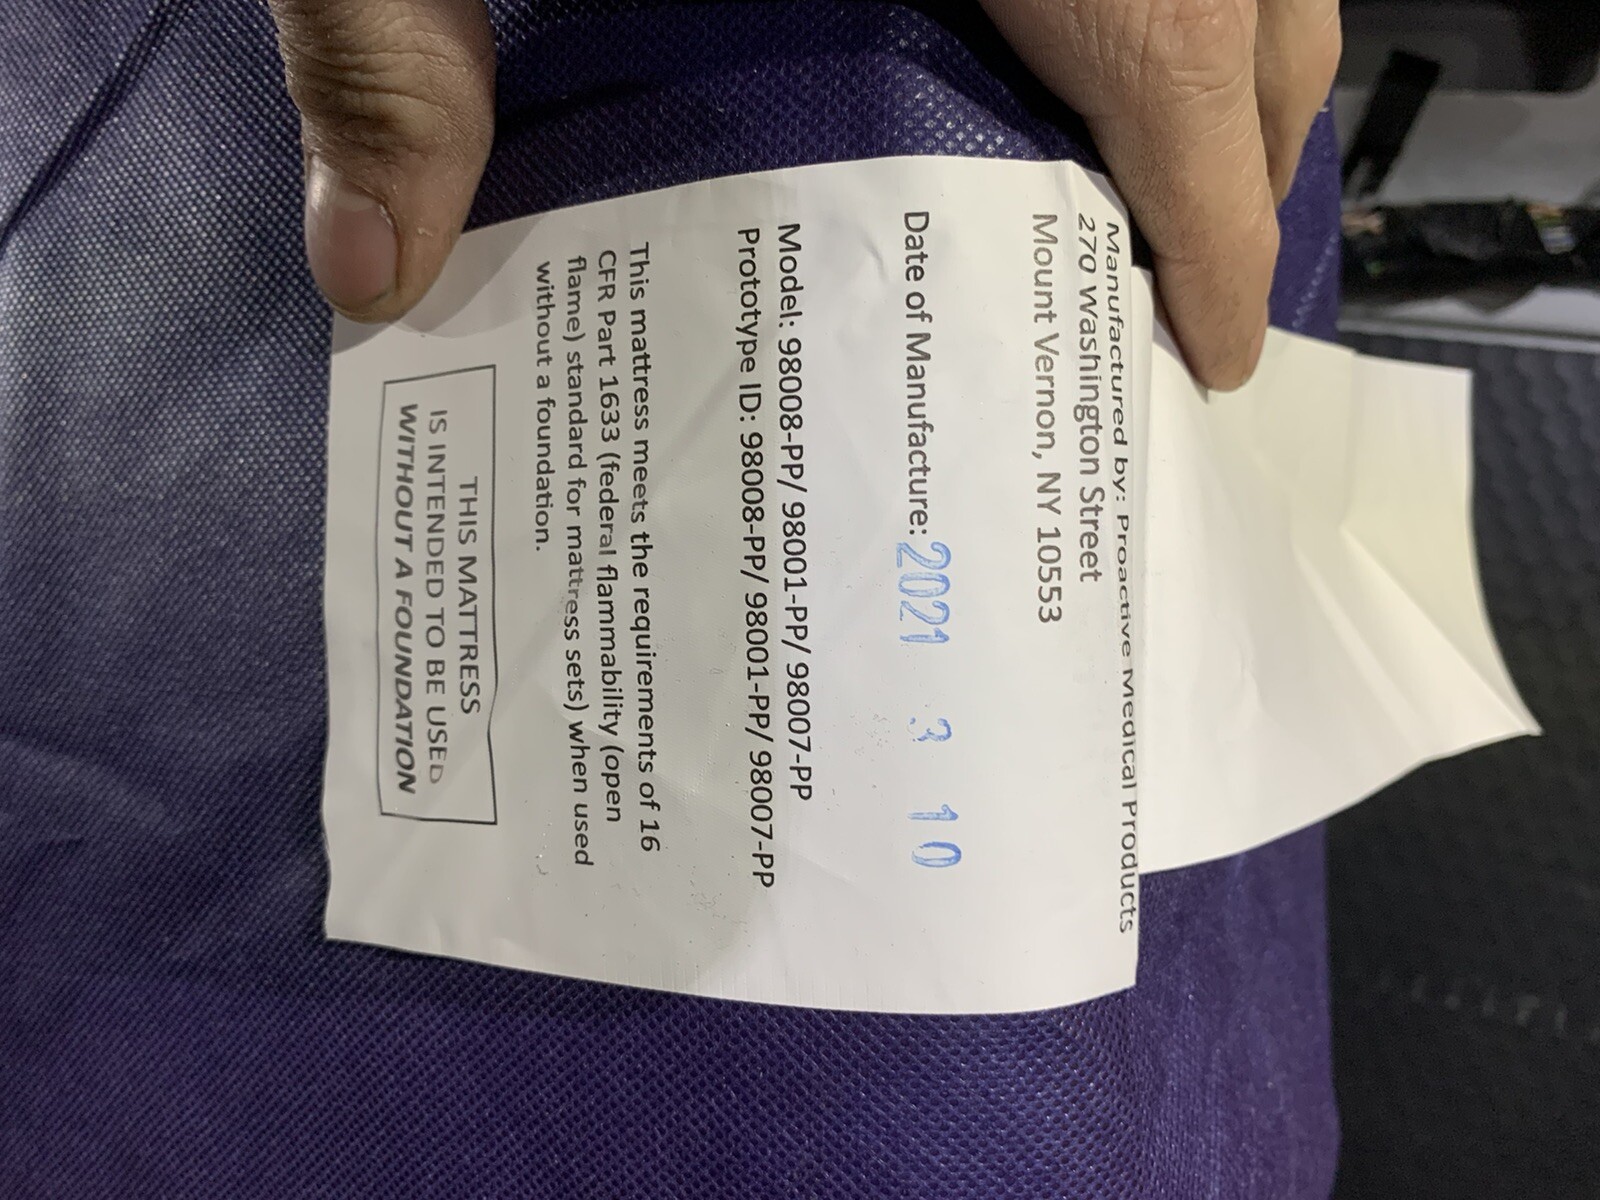 Manufactured by: Proactive Medical Products
270 Washington Street
Mount Vernon, NY 10553
Date of Manufacture: 2021 3 10
Model: 98008-PP/ 98001-PP/ 98007-PP
Prototype ID: 98008-PP/ 98001-PP/ 98007-PP
This mattress meets the requirements of 16
CFR Part 1633 (federal flammability (open
flame) standard for mattress sets) when used
without a foundation.
THIS MATTRESS
IS INTENDED TO BE USED
WITHOUT A FOUNDATION